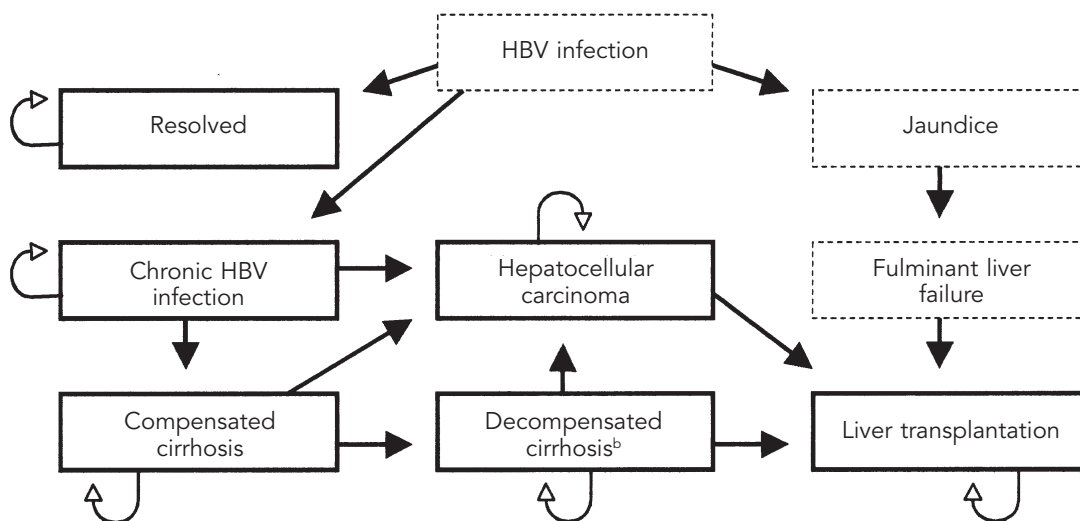 HBV infection
Resolved
Jaundice
Chronic HBV
infection
Hepatocellular
carcinoma
Fulminant liver
failure
Compensated
cirrhosis
Decompensated
cirrhosisᵇ
Liver transplantation